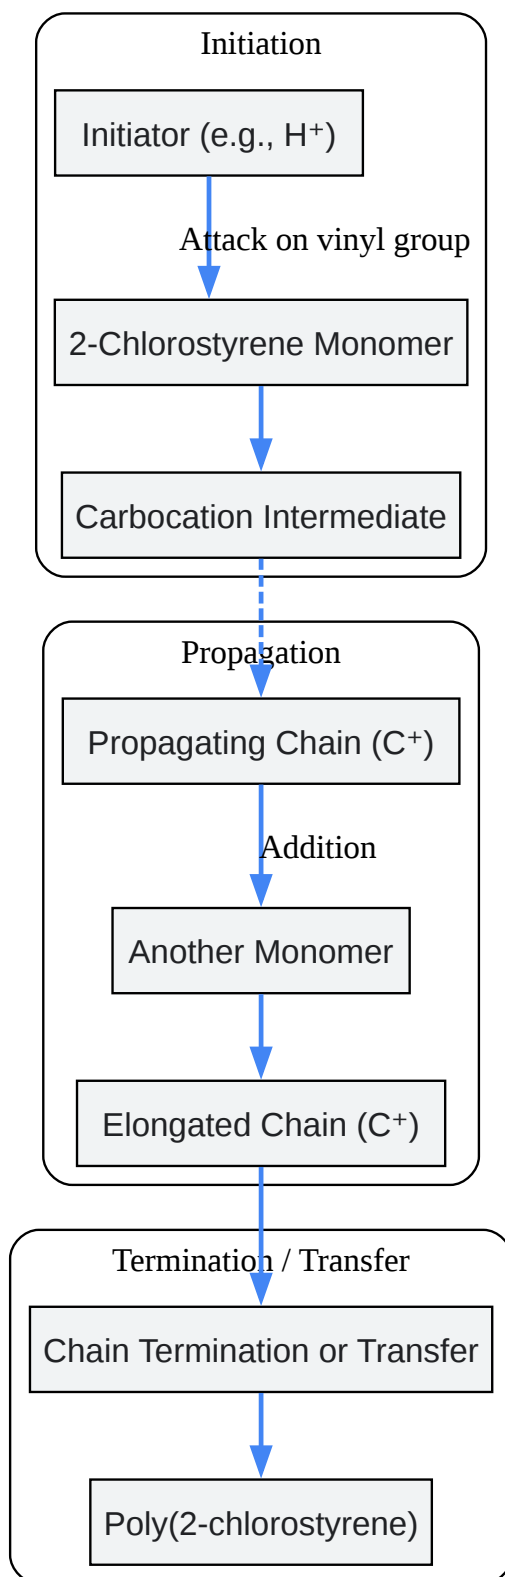 Initiation
Initiator (e.g., H⁺)
Attack on vinyl group
2-Chlorostyrene Monomer
Carbocation Intermediate
Propagation
Propagating Chain (C⁺)
Addition
Another Monomer
Elongated Chain (C⁺)
Termination / Transfer
Chain Termination or Transfer
Poly(2-chlorostyrene)